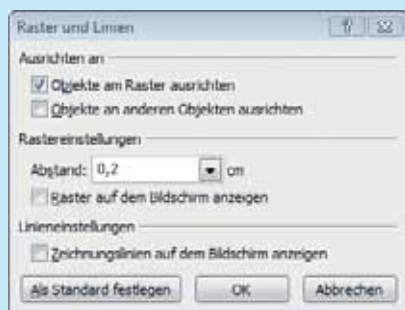 Raster und Linien
Ausrichten an
Objekte am Raster ausrichten
Objekte an anderen Objekten ausrichten
Rastereinstellungen
Abstand: 0,2 cm
Raster auf dem Bildschirm anzeigen
Linieneinstellungen
Zeichnungslinien auf dem Bildschirm anzeigen
Als Standard festlegen OK Abbrechen